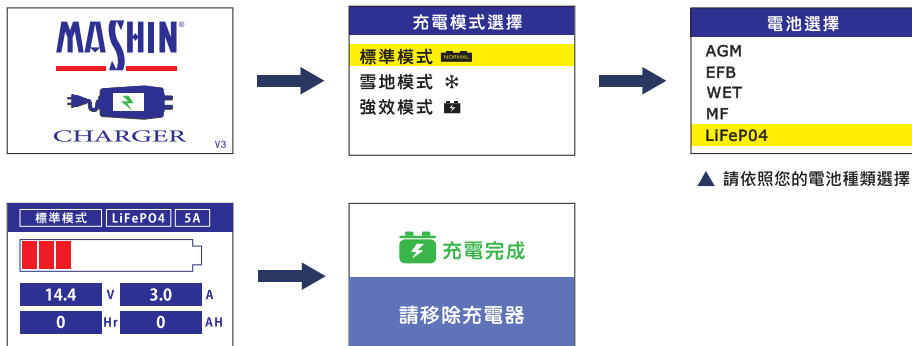 MASHIN®
CHARGER
V3
充電模式選擇
標準模式 NORMAL
雪地模式
強效模式
電池選擇
AGM
EFB
WET
MF
LiFeP04
▲ 請依照您的電池種類選擇
標準模式 LiFePO4 5A
14.4 V 3.0 A
0 Hr 0 AH
充電完成
請移除充電器